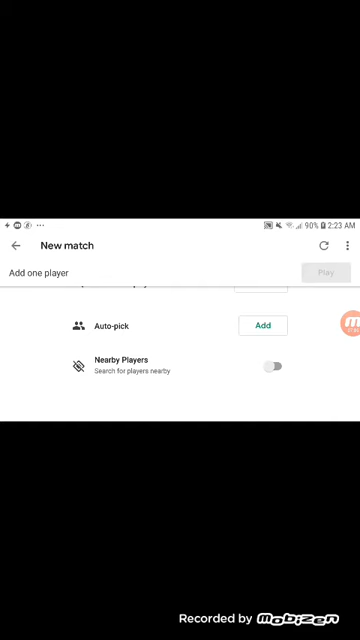 90% 2:23 AM
New match
Add one player
Play
Auto-pick
Add
Nearby Players
Search for players nearby
Recorded by mobizen